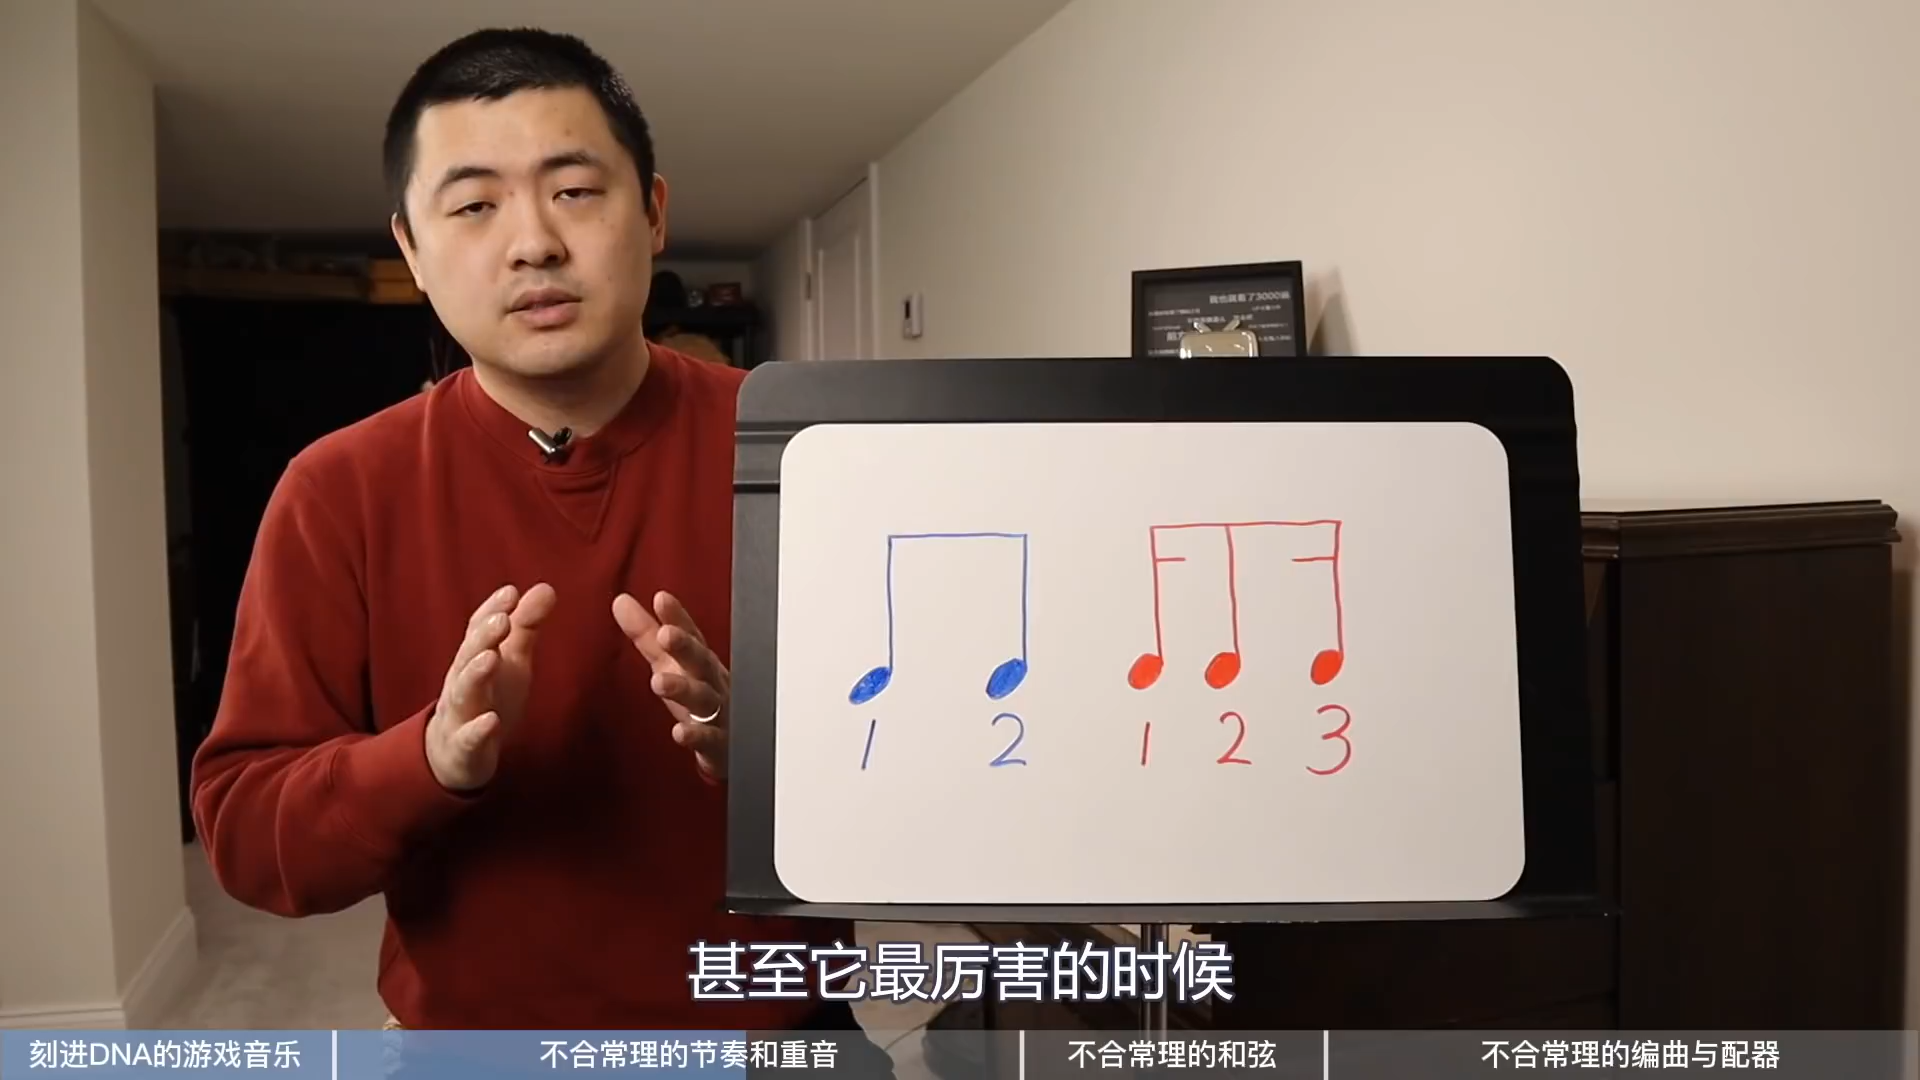 我也就看了3000遍
1 2 1 2 3
甚至它最厉害的时候
刻进DNA的游戏音乐
不合常理的节奏和重音
不合常理的和弦
不合常理的编曲与配器